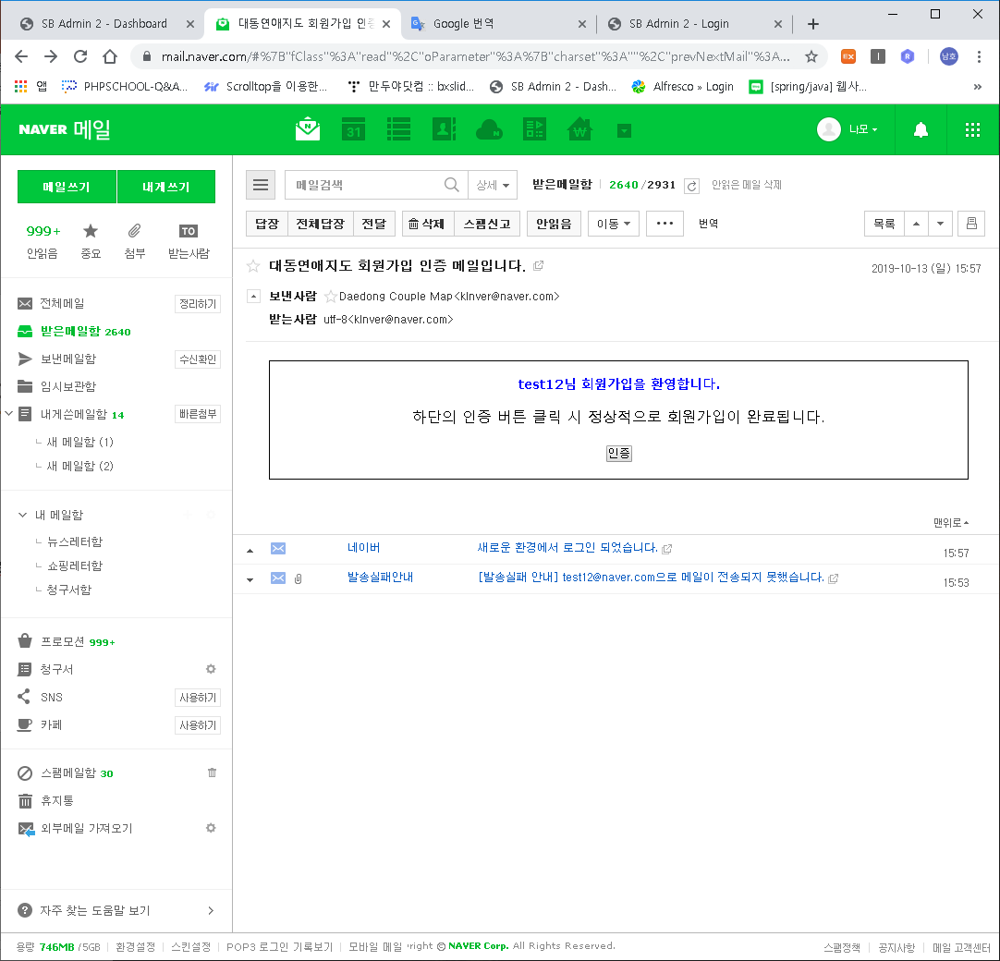 SB Admin 2 - Dashboard
대동연애지도 회원가입 인증
Google 번역
SB Admin 2 - Login
mail.naver.com/#%7B"fClass"%3A"read"%2C"oParameter"%3A%7B"charset"%3A""%2C"prevNextMail"%3A...
EX
R
남호
앱
PHPSCHOOL-Q&A...
Scrolltop을 이용한...
만두야닷컴 :: bxslid...
SB Admin 2 - Dash...
Alfresco » Login
[spring/java] 웹사...
»
NAVER 메일
31
나모
메일쓰기 내게쓰기
메일검색
상세
받은메일함 2640/2931
안읽은 메일 삭제
답장 전체답장 전달 삭제 스팸신고 안읽음 이동 ··· 번역 목록
999+
TO
안읽음 중요 첨부 받는사람
대동연애지도 회원가입 인증 메일입니다.
2019-10-13 (일) 15:57
보낸사람 Daedong Couple Map<klnver@naver.com>
받는사람 utf-8<klnver@naver.com>
전체메일 정리하기
받은메일함 2640
보낸메일함 수신확인
임시보관함
내게쓴메일함 14 빠른첨부
새 메일함 (1)
새 메일함 (2)
내 메일함
뉴스레터함
쇼핑레터함
청구서함
test12님 회원가입을 환영합니다.
하단의 인증 버튼 클릭 시 정상적으로 회원가입이 완료됩니다.
인증
맨위로
네이버 새로운 환경에서 로그인 되었습니다. 15:57
발송실패안내 [발송실패 안내] test12@naver.com으로 메일이 전송되지 못했습니다. 15:53
프로모션 999+
청구서
SNS 사용하기
카페 사용하기
스팸메일함 30
휴지통
외부메일 가져오기
자주 찾는 도움말 보기
용량 746MB /5GB 환경설정 스킨설정 POP3 로그인 기록보기 모바일 메일 right © NAVER Corp. All Rights Reserved.
스팸정책 공지사항 메일 고객센터